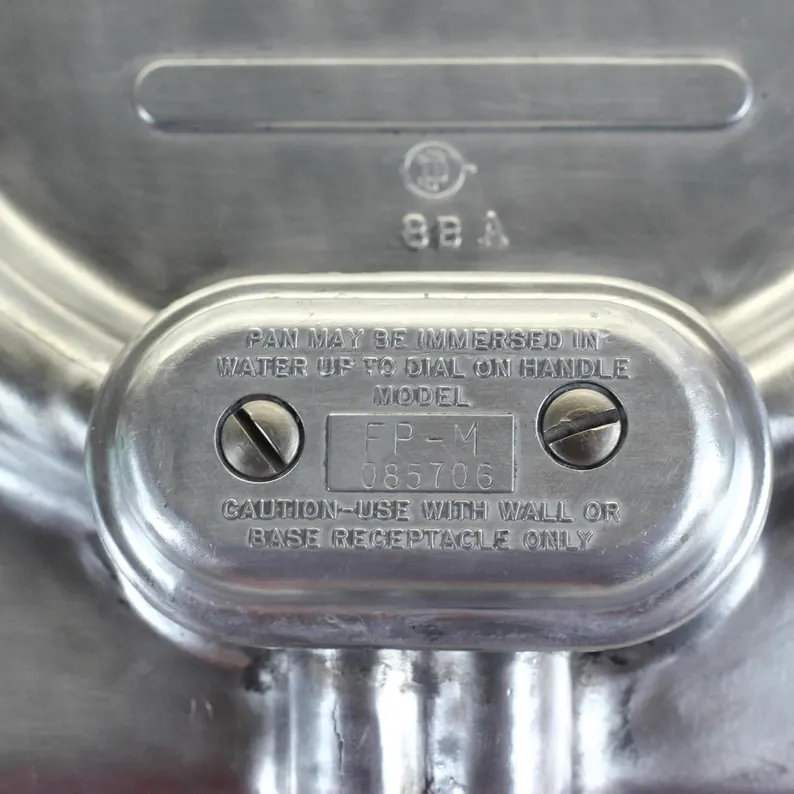 8B A
PAN MAY BE IMMERSED IN
WATER UP TO DIAL ON HANDLE
MODEL
FP-M
085706
CAUTION-USE WITH WALL OR
BASE RECEPTACLE ONLY